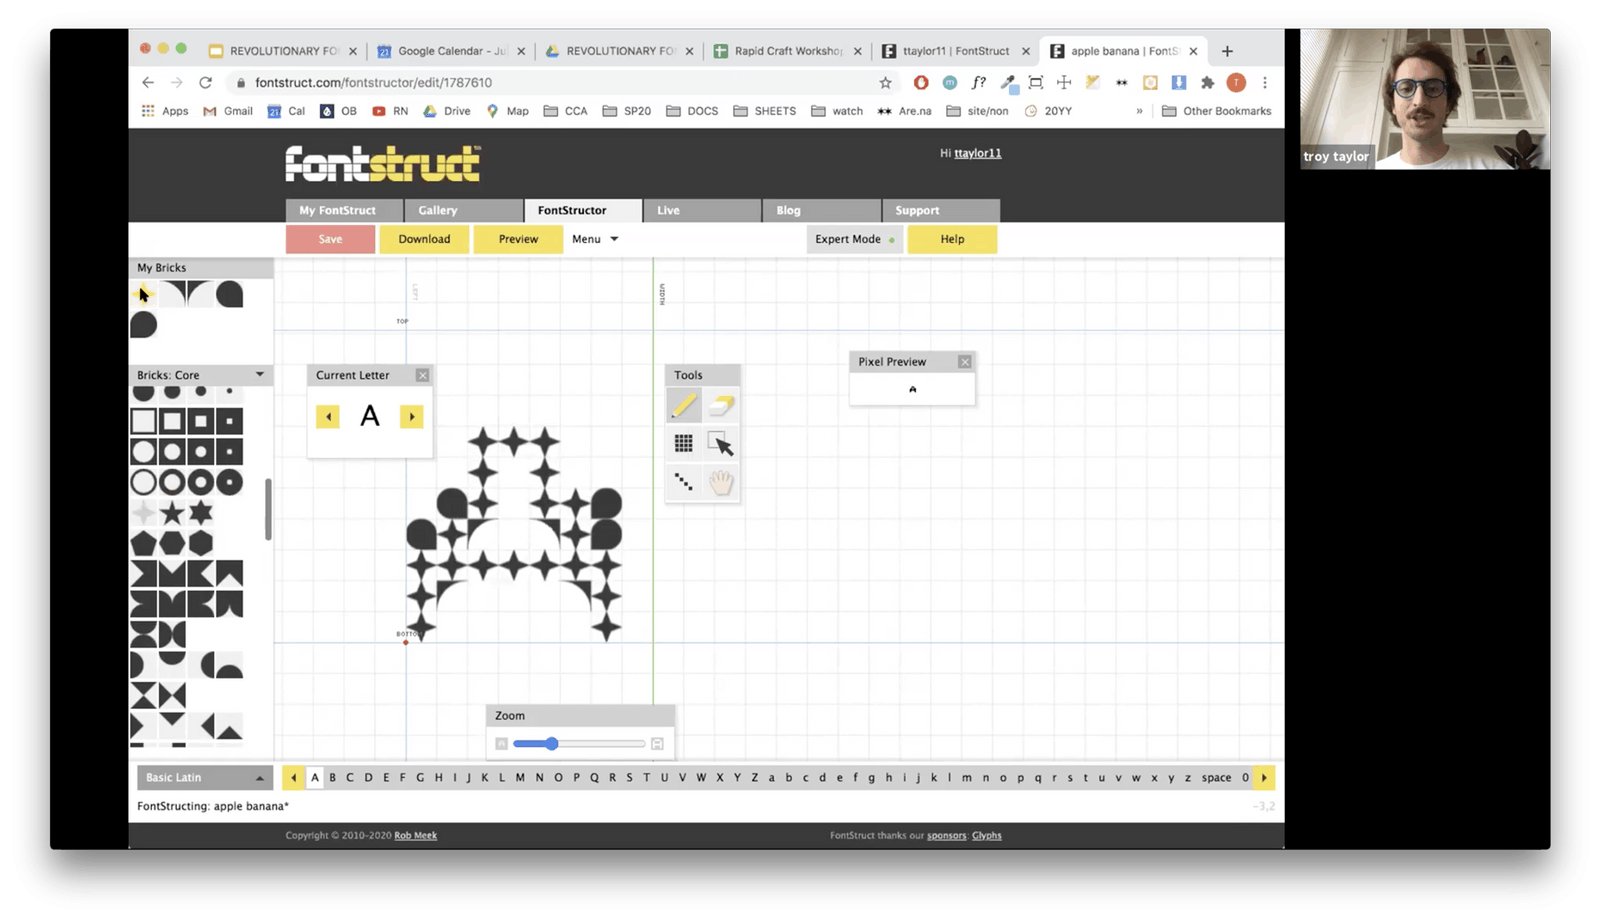 REVOLUTIONARY FO
Google Calendar - Ju
REVOLUTIONARY FO
Rapid Craft Workshop
ttaylor11 | FontStruct
apple banana | FontS
fontstruct.com/fontstructor/edit/1787610
f?
T
Apps
Gmail
Cal
OB
RN
Drive
Map
CCA
SP20
DOCS
SHEETS
watch
Are.na
site/non
20YY
»
Other Bookmarks
troy taylor
fontstruct
Hi ttaylor11
My FontStruct
Gallery
FontStructor
Live
Blog
Support
Save
Download
Preview
Menu
Expert Mode
Help
My Bricks
LEFT
WIDTH
TOP
Bricks: Core
Current Letter
A
Tools
Pixel Preview
A
BOTTO
Zoom
Basic Latin
A B C D E F G H I J K L M N O P Q R S T U V W X Y Z a b c d e f g h i j k l m n o p q r s t u v w x y z space 0
FontStructing: apple banana*
-3,2
Copyright © 2010-2020 Rob Meek
FontStruct thanks our sponsors: Glyphs